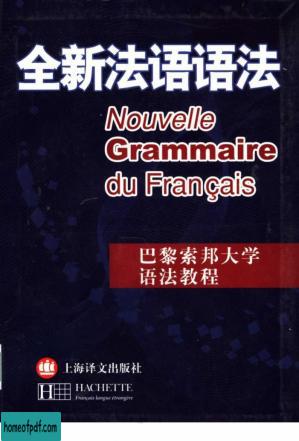 全新法语语法
Nouvelle
Grammaire
du Français
巴黎索邦大学
语法教程
上海译文出版社
H HACHETTE
Français langue étrangère
homeofpdf.com